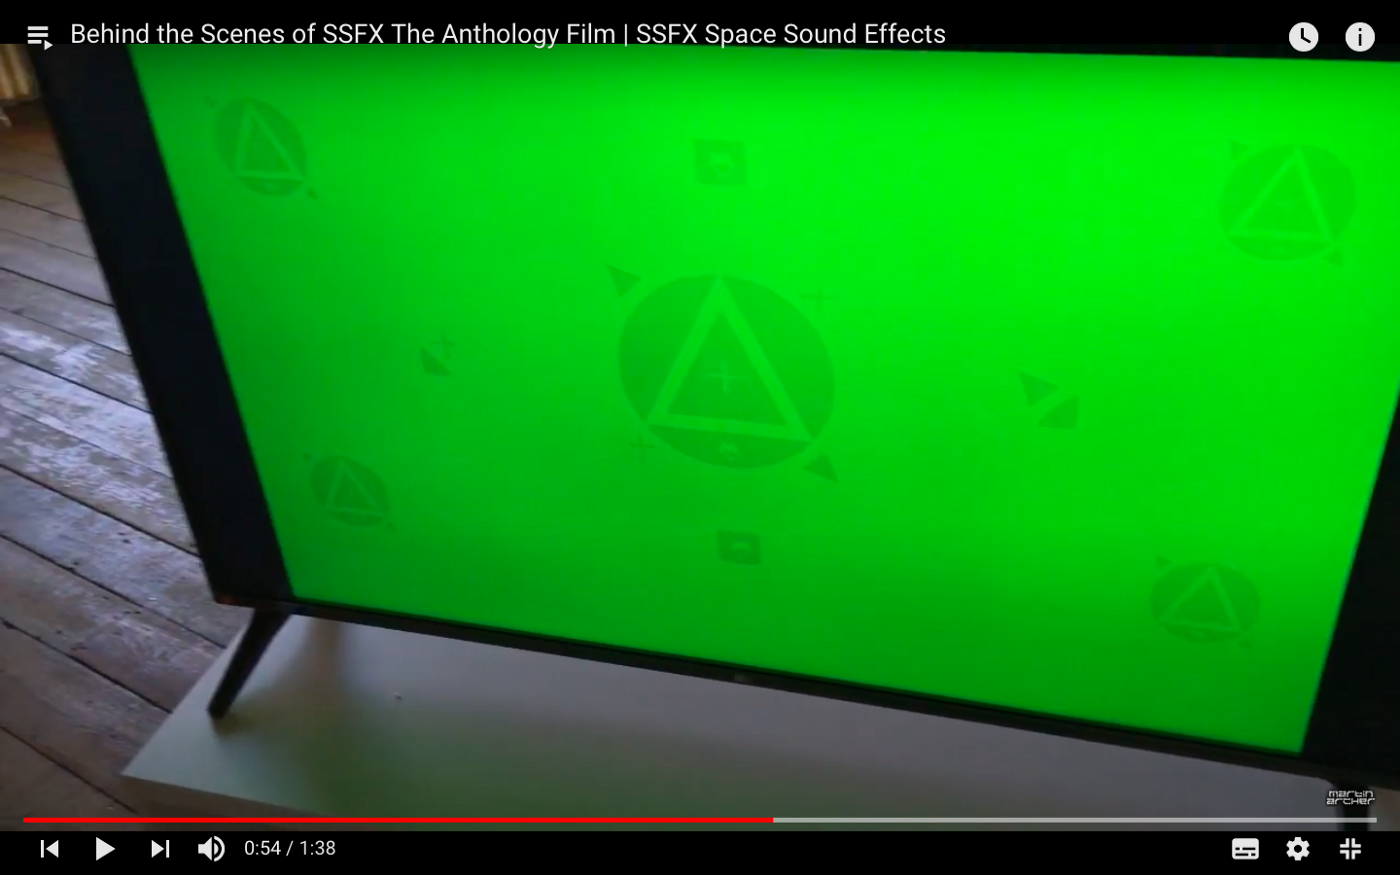 Behind the Scenes of SSFX The Anthology Film | SSFX Space Sound Effects
martin
archer
0:54 / 1:38